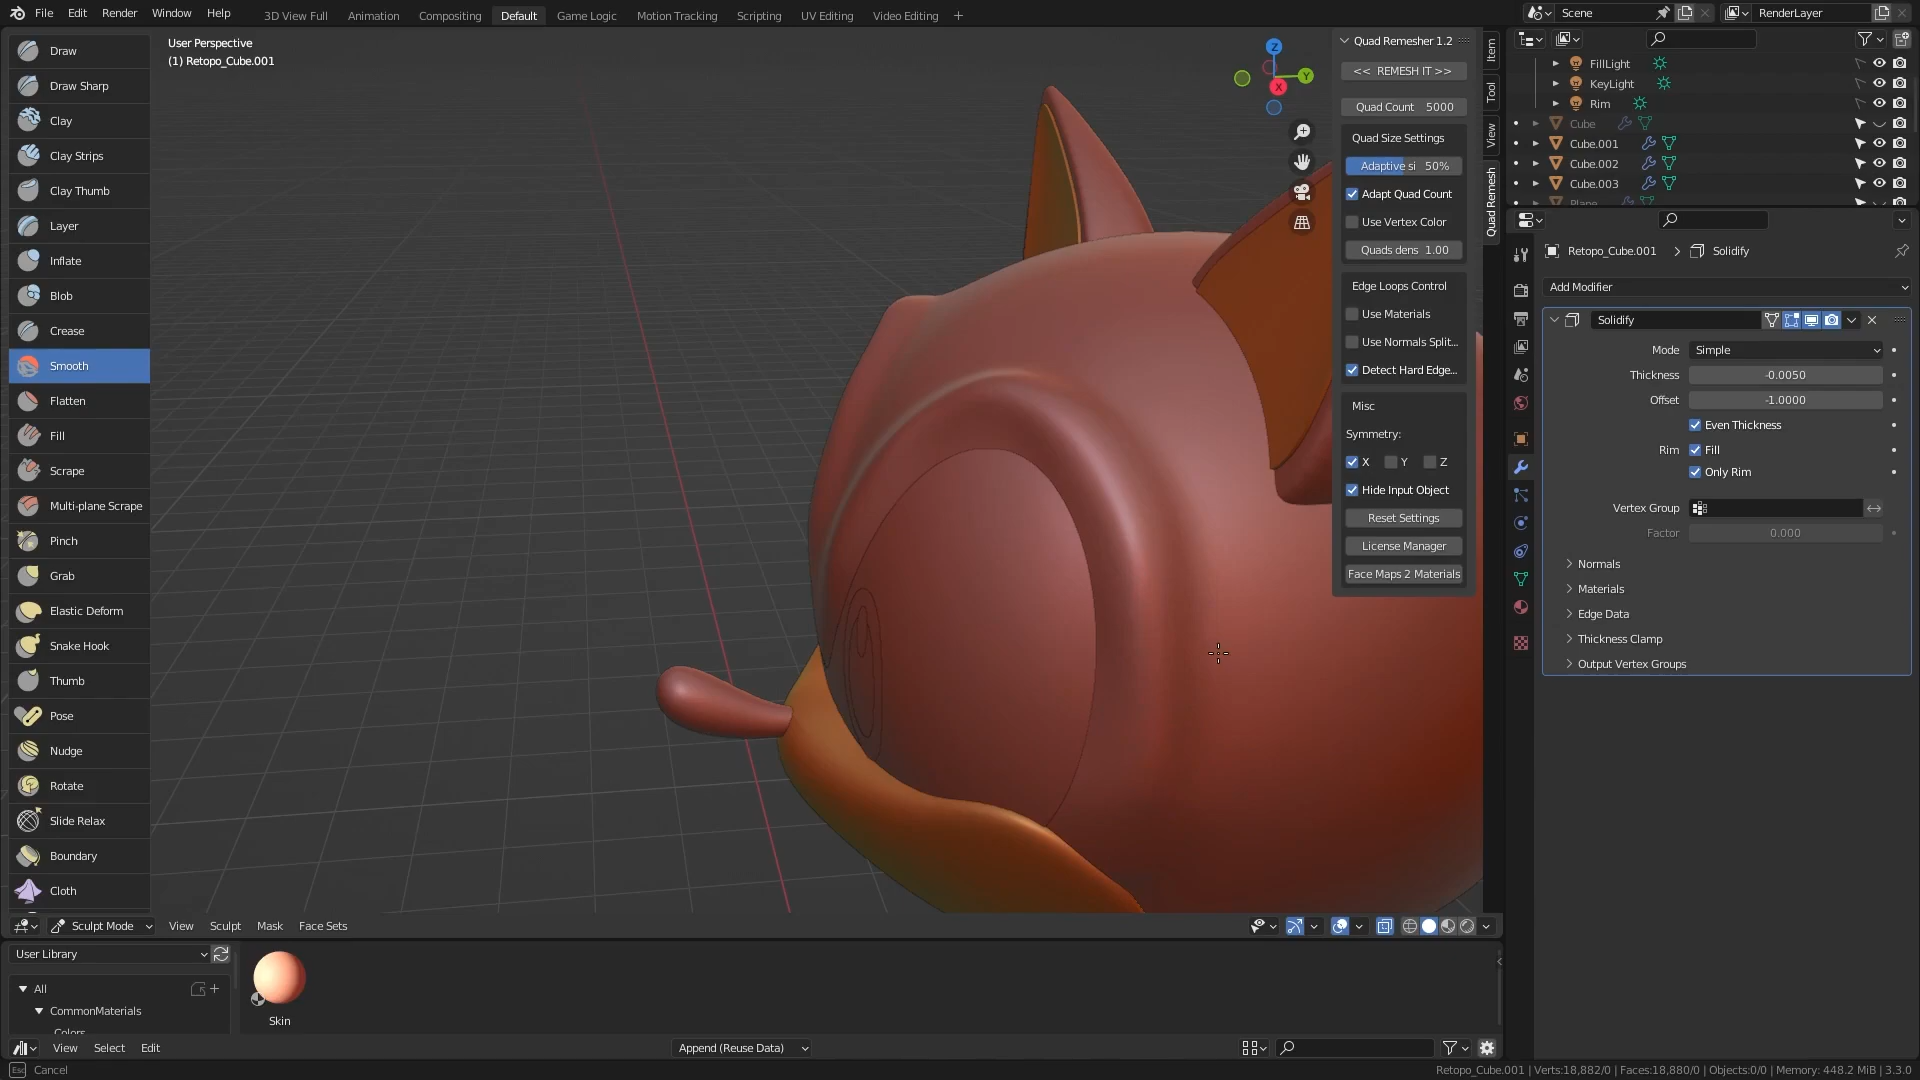 File Edit Render Window Help
3D View Full Animation Compositing Default Game Logic Motion Tracking Scripting UV Editing Video Editing +
Scene
RenderLayer
Draw
Draw Sharp
Clay
Clay Strips
Clay Thumb
Layer
Inflate
Blob
Crease
Smooth
Flatten
Fill
Scrape
Multi-plane Scrape
Pinch
Grab
Elastic Deform
Snake Hook
Thumb
Pose
Nudge
Rotate
Slide Relax
Boundary
Cloth
User Perspective
(1) Retopo_Cube.001
Z
Y
X
Quad Remesher 1.2
<< REMESH IT >>
Quad Count 5000
Quad Size Settings
Adaptive si 50%
Adapt Quad Count
Use Vertex Color
Quads dens 1.00
Edge Loops Control
Use Materials
Use Normals Split...
Detect Hard Edge...
Misc
Symmetry:
X Y Z
Hide Input Object
Reset Settings
License Manager
Face Maps 2 Materials
Item
Tool
View
Quad Remesh
FillLight
KeyLight
Rim
Cube
Cube.001
Cube.002
Cube.003
Plane
Retopo_Cube.001 > Solidify
Add Modifier
Solidify
Mode Simple
Thickness -0.0050
Offset -1.0000
Even Thickness
Rim Fill
Only Rim
Vertex Group
Factor 0.000
Normals
Materials
Edge Data
Thickness Clamp
Output Vertex Groups
Sculpt Mode View Sculpt Mask Face Sets
User Library
All
CommonMaterials
Colors
Skin
View Select Edit
Append (Reuse Data)
Esc Cancel
Retopo_Cube.001 | Verts:18,882/0 | Faces:18,880/0 | Objects:0/0 | Memory: 448.2 MiB | 3.3.0